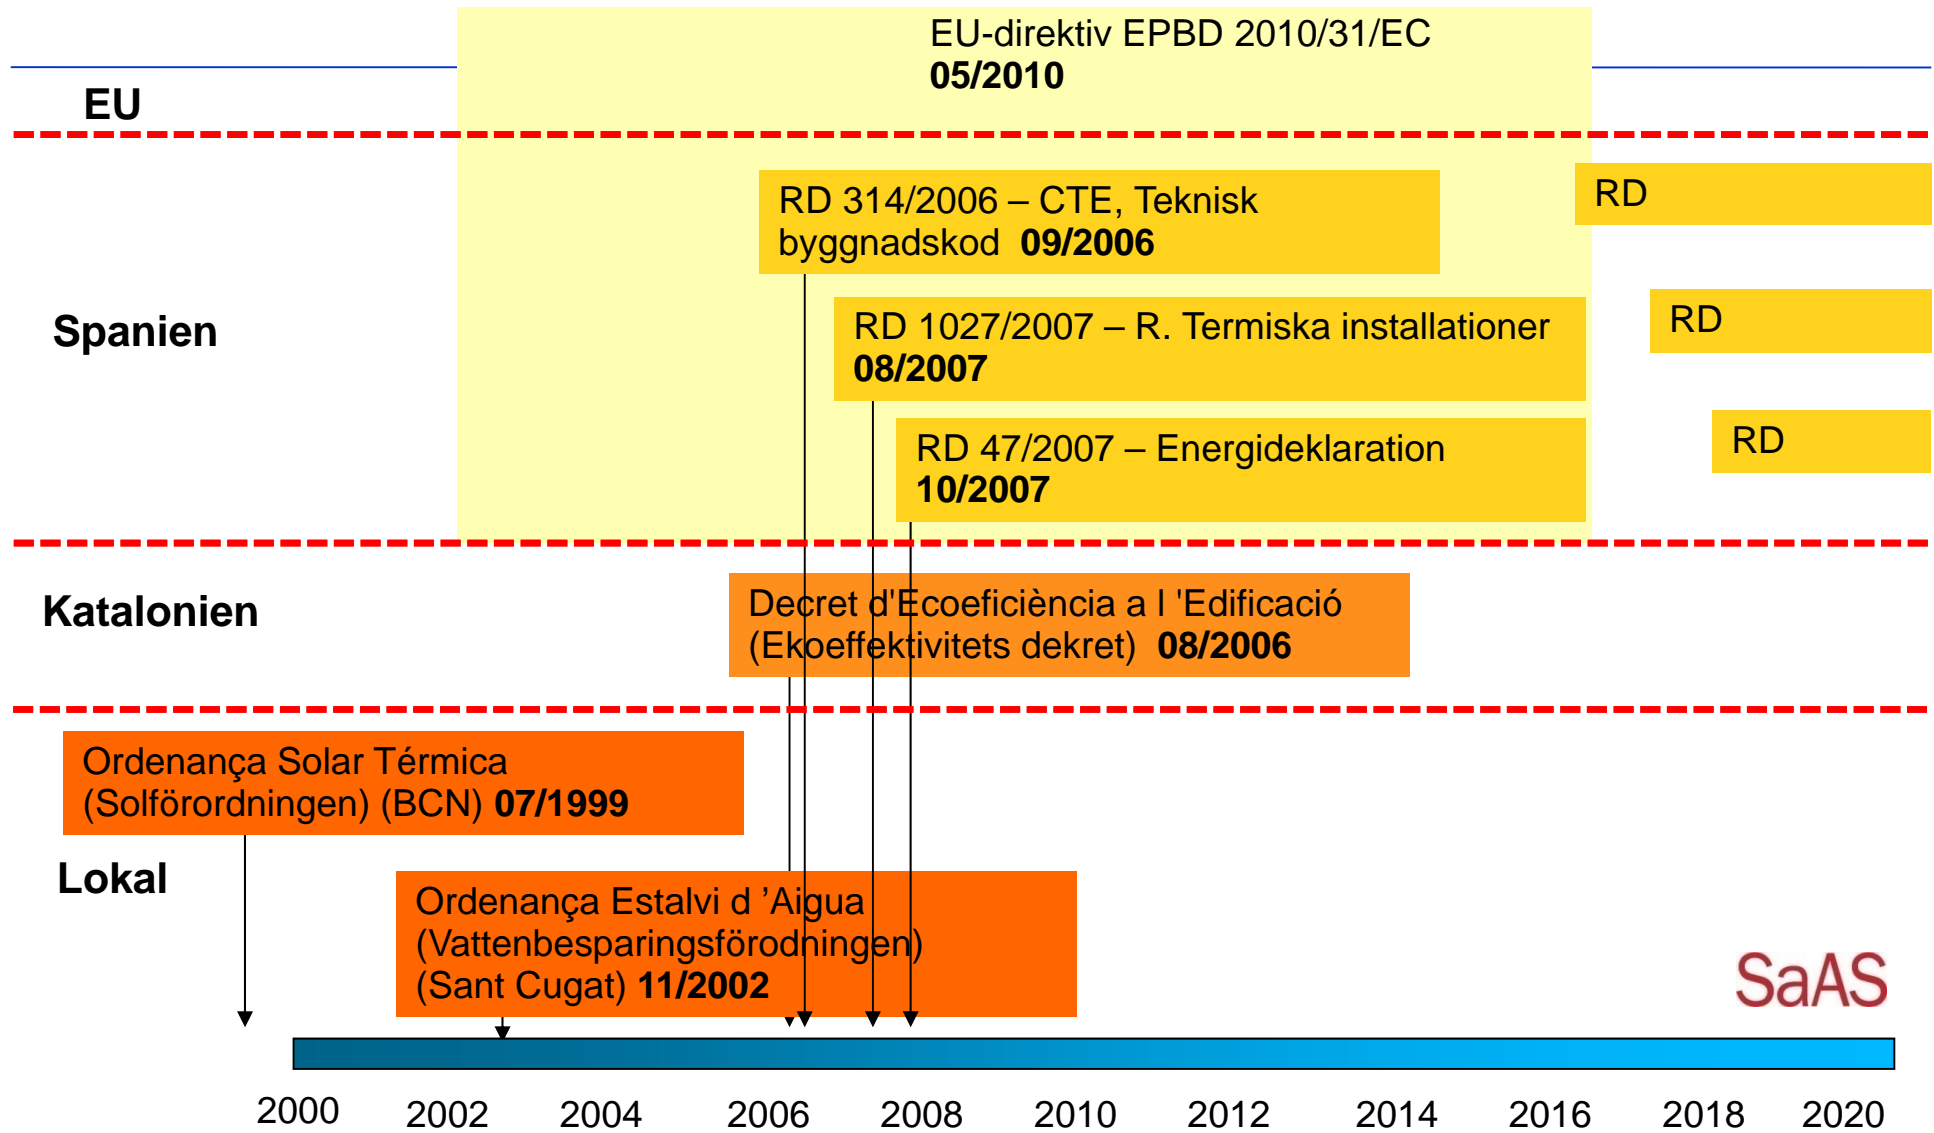 EU-direktiv EPBD 2010/31/EC
05/2010
EU
RD 314/2006 – CTE, Teknisk
byggnadskod  09/2006
RD
Spanien
RD 1027/2007 – R. Termiska installationer
08/2007
RD
RD 47/2007 – Energideklaration
10/2007
RD
Katalonien
Decret d'Ecoeficiència a l 'Edificació
(Ekoeffektivitets dekret)  08/2006
Ordenança Solar Térmica
(Solförordningen) (BCN) 07/1999
Lokal
Ordenança Estalvi d ’Aigua
(Vattenbesparingsförodningen)
(Sant Cugat) 11/2002
SaAS
2000 2002 2004 2006 2008 2010 2012 2014 2016 2018 2020